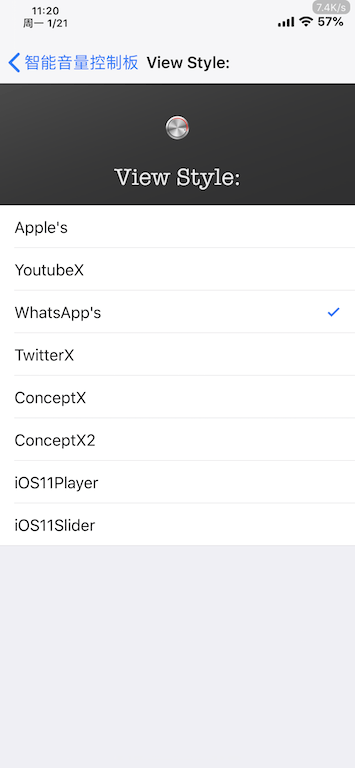 7.4K/s
11:20
周一 1/21
57%
智能音量控制板 View Style:
View Style:
Apple's
YoutubeX
WhatsApp's
TwitterX
ConceptX
ConceptX2
iOS11Player
iOS11Slider